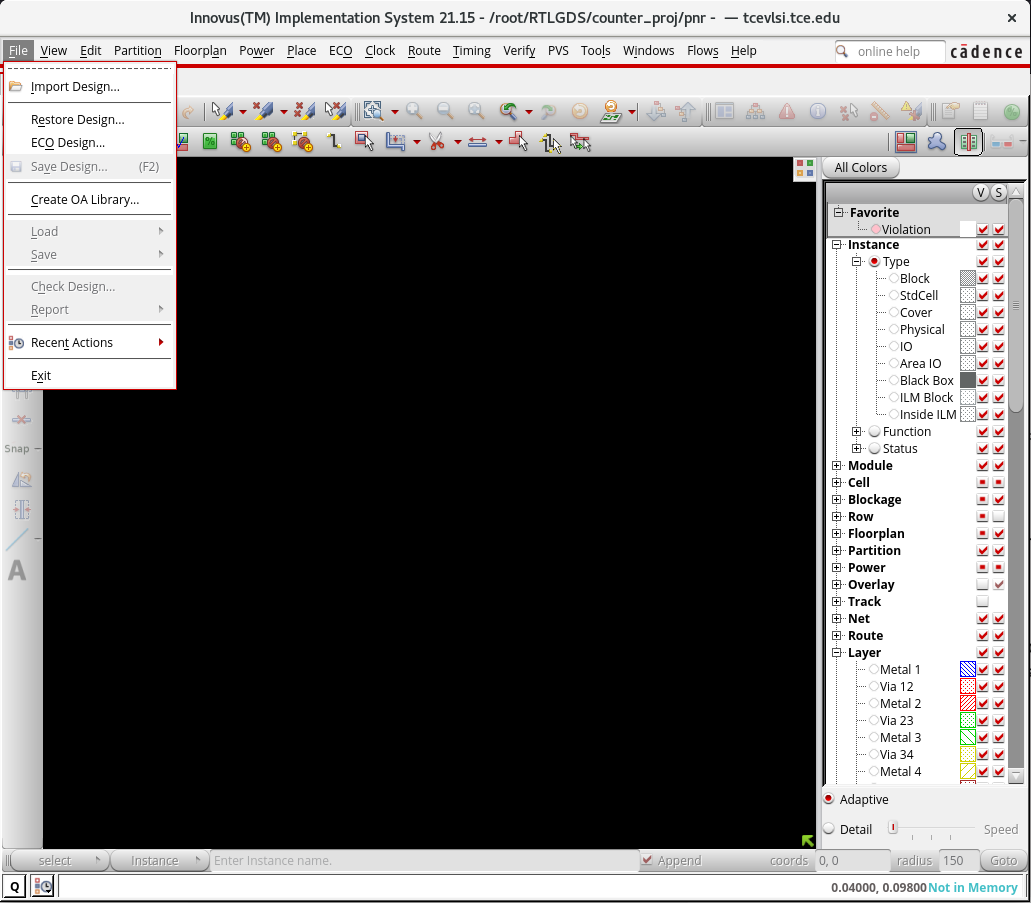 Innovus(TM) Implementation System 21.15 - /root/RTLGDS/counter_proj/pnr - — tcevlsi.tce.edu
File View Edit Partition Floorplan Power Place ECO Clock Route Timing Verify PVS Tools Windows Flows Help online help cādence
Import Design...
Restore Design...
ECO Design...
Save Design... (F2)
Create OA Library...
Load
Save
Check Design...
Report
Recent Actions
Exit
Snap
A
All Colors
V S
Favorite
Violation
Instance
Type
Block
StdCell
Cover
Physical
IO
Area IO
Black Box
ILM Block
Inside ILM
Function
Status
Module
Cell
Blockage
Row
Floorplan
Partition
Power
Overlay
Track
Net
Route
Layer
Metal 1
Via 12
Metal 2
Via 23
Metal 3
Via 34
Metal 4
Adaptive
Detail Speed
select Instance Enter Instance name. Append coords 0, 0 radius 150 Goto
Q 0.04000, 0.09800 Not in Memory